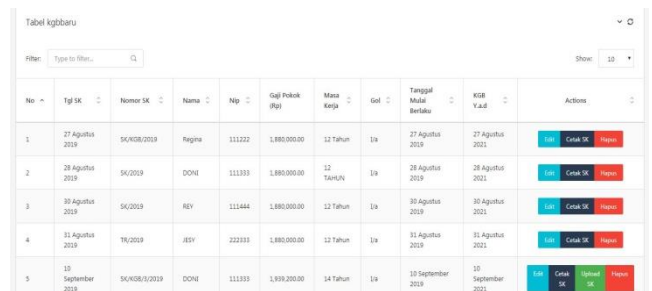 Tabel kgbbaru
Filter: Type to filter... Show: 10
No Tgl SK Nomor SK Nama Nip Gaji Pokok (Rp) Masa Kerja Gol Tanggal Mulai Berlaku KGB Y.a.d Actions
1 27 Agustus 2019 SK/KGB/2019 Regina 111222 1,880,000.00 12 Tahun I/a 27 Agustus 2019 27 Agustus 2021 Edit Cetak SK Hapus
2 28 Agustus 2019 SK/2019 DONI 111333 1,880,000.00 12 TAHUN I/a 28 Agustus 2019 28 Agustus 2021 Edit Cetak SK Hapus
3 30 Agustus 2019 SK/2019 REY 111444 1,880,000.00 12 Tahun I/a 30 Agustus 2019 30 Agustus 2021 Edit Cetak SK Hapus
4 31 Agustus 2019 TR/2019 JESY 222333 1,880,000.00 12 Tahun I/a 31 Agustus 2019 31 Agustus 2021 Edit Cetak SK Hapus
5 10 September 2019 SK/KGB/3/2019 DONI 111333 1,939,200.00 14 Tahun I/a 10 September 2019 10 September 2021 Edit Cetak SK Upload SK Hapus